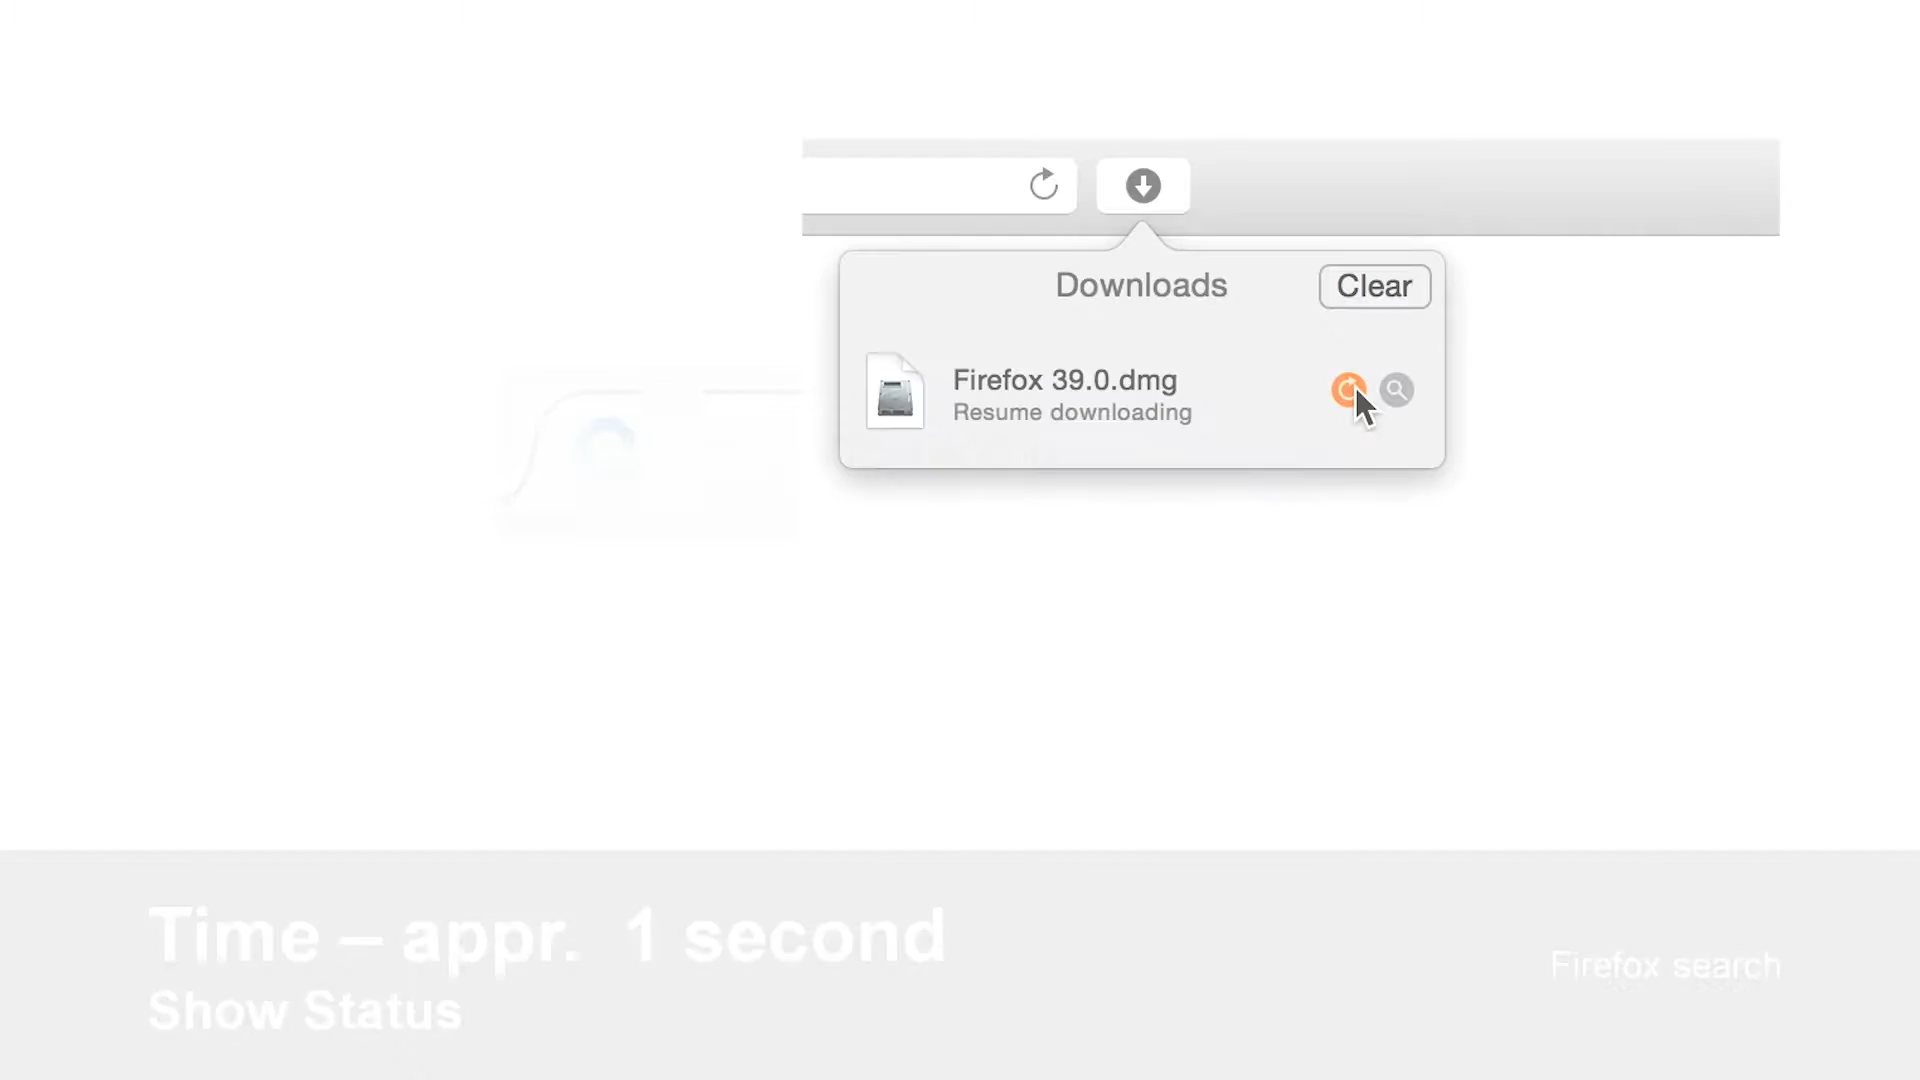 Downloads
Clear
Firefox 39.0.dmg
Resume downloading
Time – appr. 1 second
Show Status
Firefox search